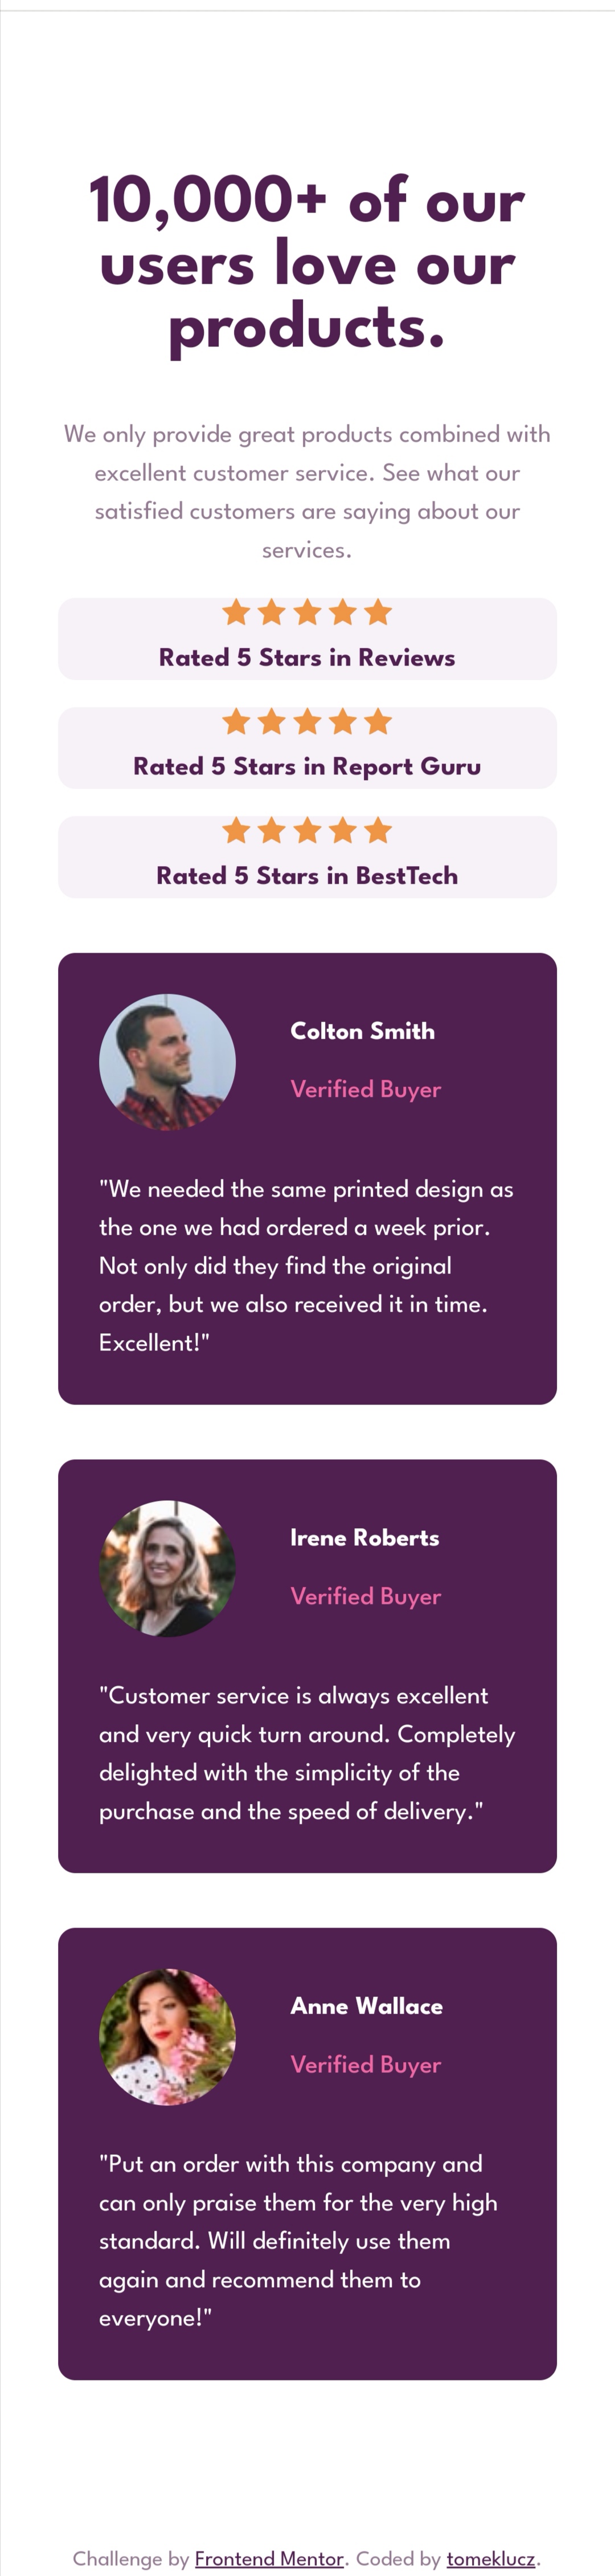 10,000+ of our
users love our
products.
We only provide great products combined with
excellent customer service. See what our
satisfied customers are saying about our
services.
Rated 5 Stars in Reviews
Rated 5 Stars in Report Guru
Rated 5 Stars in BestTech
Colton Smith
Verified Buyer
"We needed the same printed design as
the one we had ordered a week prior.
Not only did they find the original
order, but we also received it in time.
Excellent!"
Irene Roberts
Verified Buyer
"Customer service is always excellent
and very quick turn around. Completely
delighted with the simplicity of the
purchase and the speed of delivery."
Anne Wallace
Verified Buyer
"Put an order with this company and
can only praise them for the very high
standard. Will definitely use them
again and recommend them to
everyone!"
Challenge by Frontend Mentor. Coded by tomeklucz.